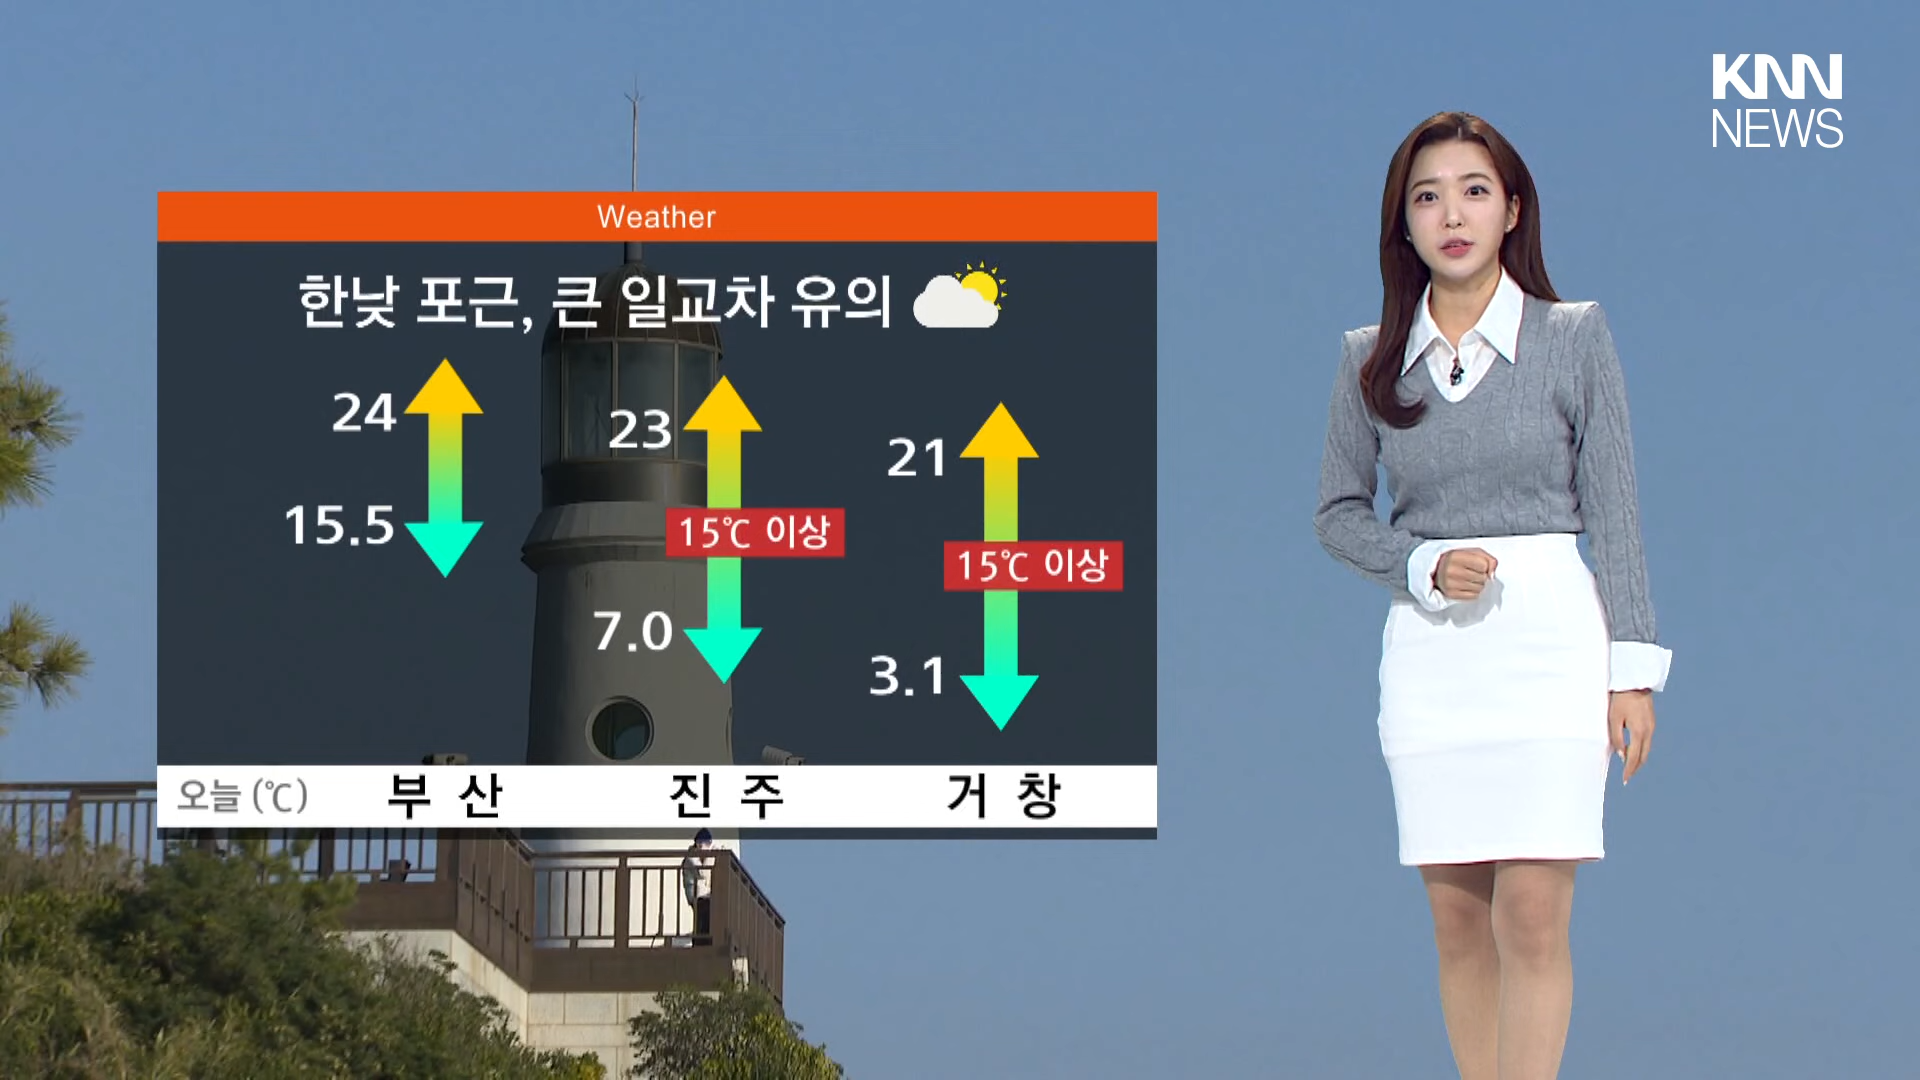 KNN
NEWS
Weather
한낮 포근, 큰 일교차 유의
24
15.5
23
15℃ 이상
7.0
21
15℃ 이상
3.1
오늘 (℃) 부 산 진 주 거 창